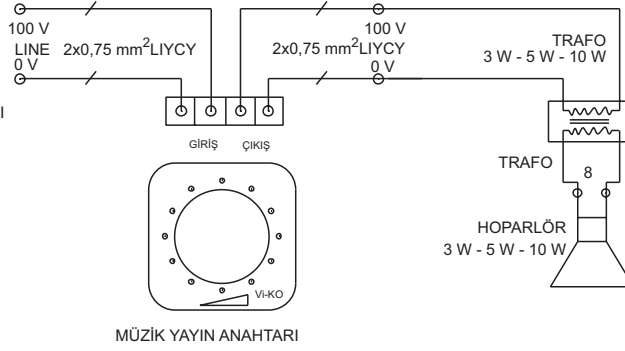 100 V
LINE 2x0,75 mm²LIYCY
0 V
2x0,75 mm²LIYCY
100 V
0 V
TRAFO
3 W - 5 W - 10 W
I
GİRİŞ ÇIKIŞ
TRAFO
8
HOPARLÖR
3 W - 5 W - 10 W
Vi-KO
MÜZİK YAYIN ANAHTARI